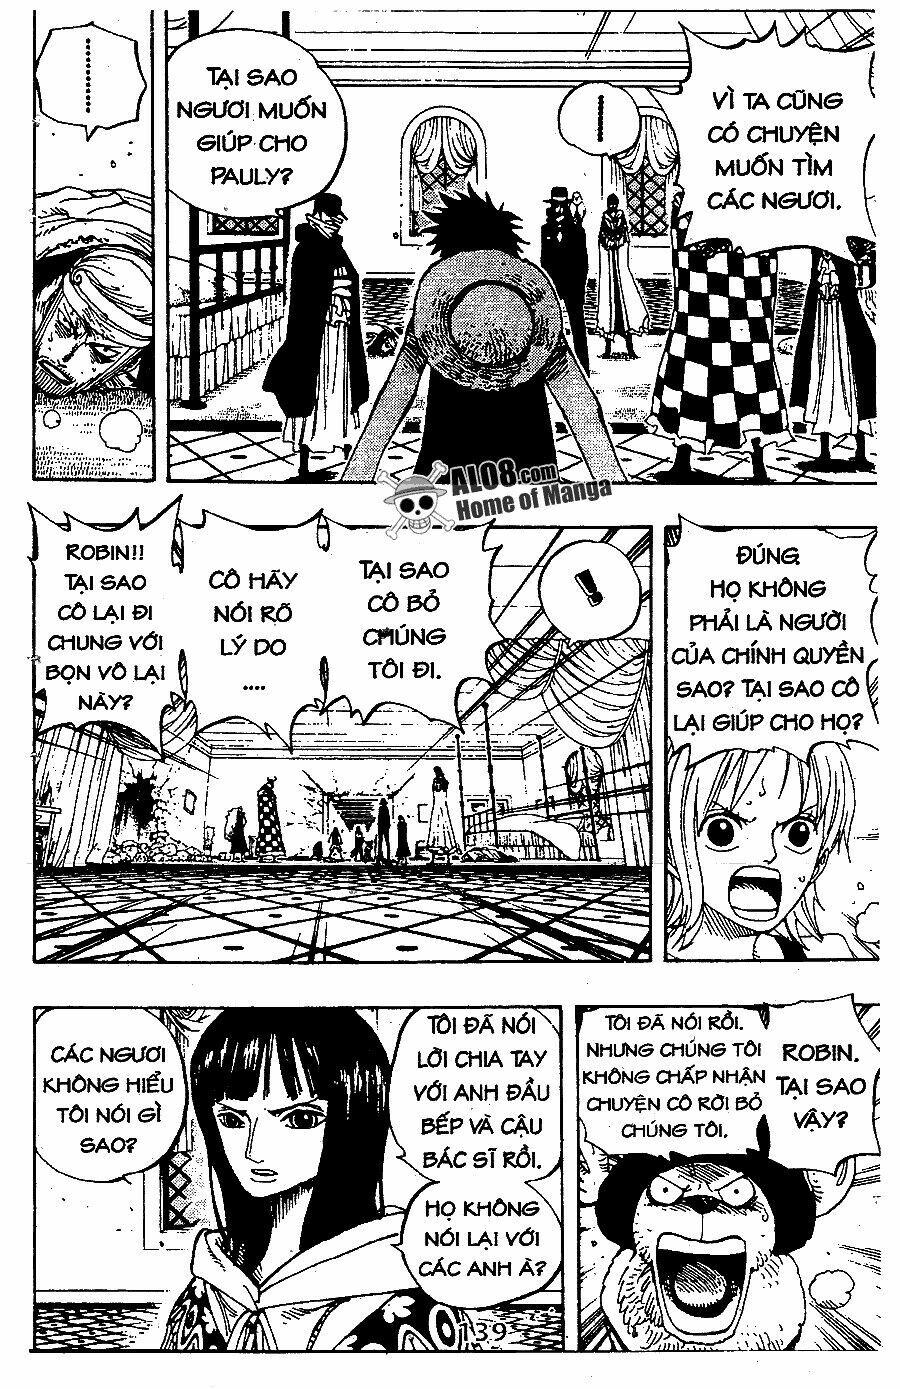 TẠI SAO
NGƯƠI MUỐN
GIÚP CHO
PAULY?
VÌ TA CŨNG
CÓ CHUYỆN
MUỐN TÌM
CÁC NGƯƠI.
AL08.com
Home of Manga
ROBIN!!
TẠI SAO
CÔ LẠI ĐI
CHUNG VỚI
BỌN VÔ LẠI
NÀY?
CÔ HÃY
NÓI RÕ
LÝ DO
....
TẠI SAO
CÔ BỎ
CHÚNG
TÔI ĐI.
!
ĐÚNG.
HỌ KHÔNG
PHẢI LÀ NGƯỜI
CỦA CHÍNH QUYỀN
SAO? TẠI SAO CÔ
LẠI GIÚP CHO HỌ?
CÁC NGƯƠI
KHÔNG HIỂU
TÔI NÓI GÌ
SAO?
TÔI ĐÃ NÓI
LỜI CHIA TAY
VỚI ANH ĐẦU
BẾP VÀ CẬU
BÁC SĨ RỒI.
HỌ KHÔNG
NÓI LẠI VỚI
CÁC ANH À?
TÔI ĐÃ NÓI RỒI.
NHƯNG CHÚNG TÔI
KHÔNG CHẤP NHẬN
CHUYỆN CÔ RỜI BỎ
CHÚNG TÔI.
ROBIN.
TẠI SAO
VẬY?
139